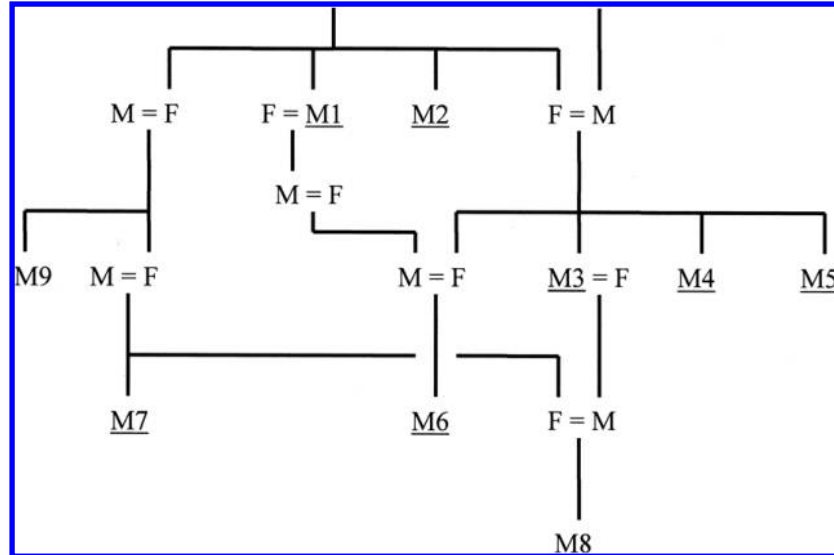 M = F F = M1 M2 F = M
M = F
M9 M = F M = F M3 = F M4 M5
M7 M6 F = M
M8